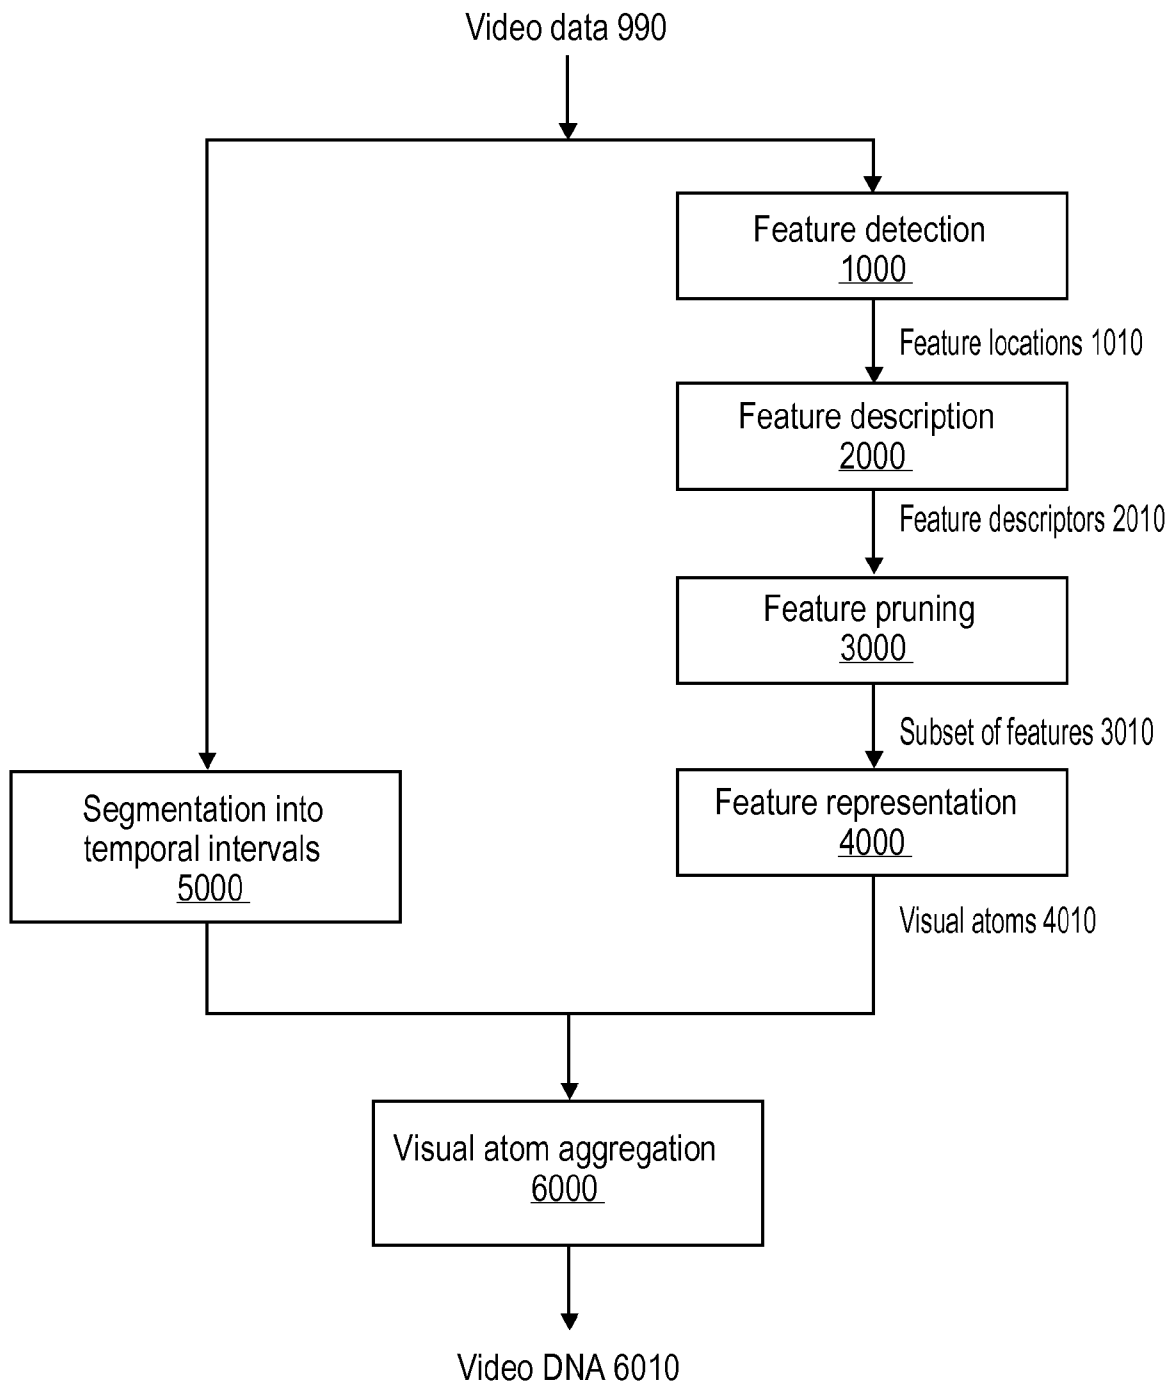 Video data 990
Feature detection
1000
Feature locations 1010
Feature description
2000
Feature descriptors 2010
Feature pruning
3000
Subset of features 3010
Segmentation into
temporal intervals
5000
Feature representation
4000
Visual atoms 4010
Visual atom aggregation
6000
Video DNA 6010